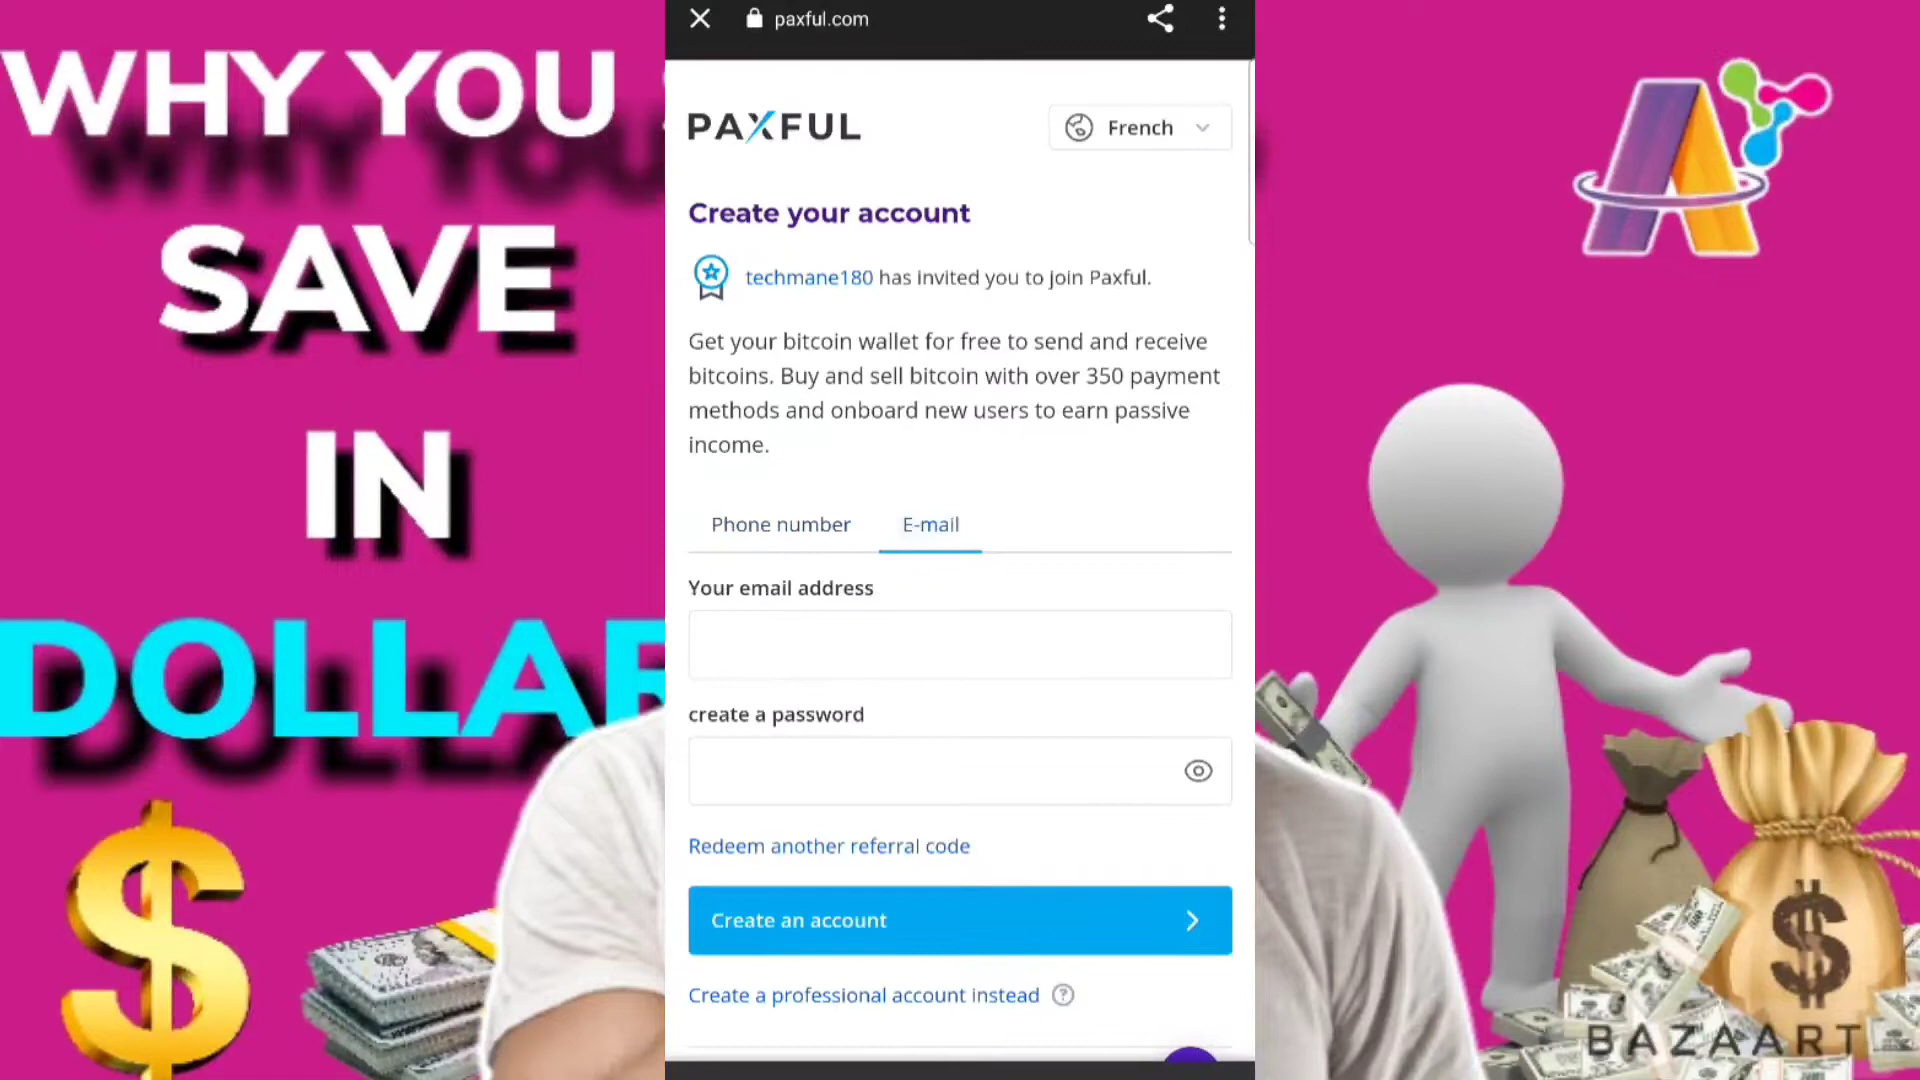 WHY YOU
SAVE
IN
DOLLAR
$
paxful.com
PAXFUL
French
Create your account
techmane180 has invited you to join Paxful.
Get your bitcoin wallet for free to send and receive
bitcoins. Buy and sell bitcoin with over 350 payment
methods and onboard new users to earn passive
income.
Phone number
E-mail
Your email address
create a password
Redeem another referral code
Create an account
Create a professional account instead
A
$
BAZAART